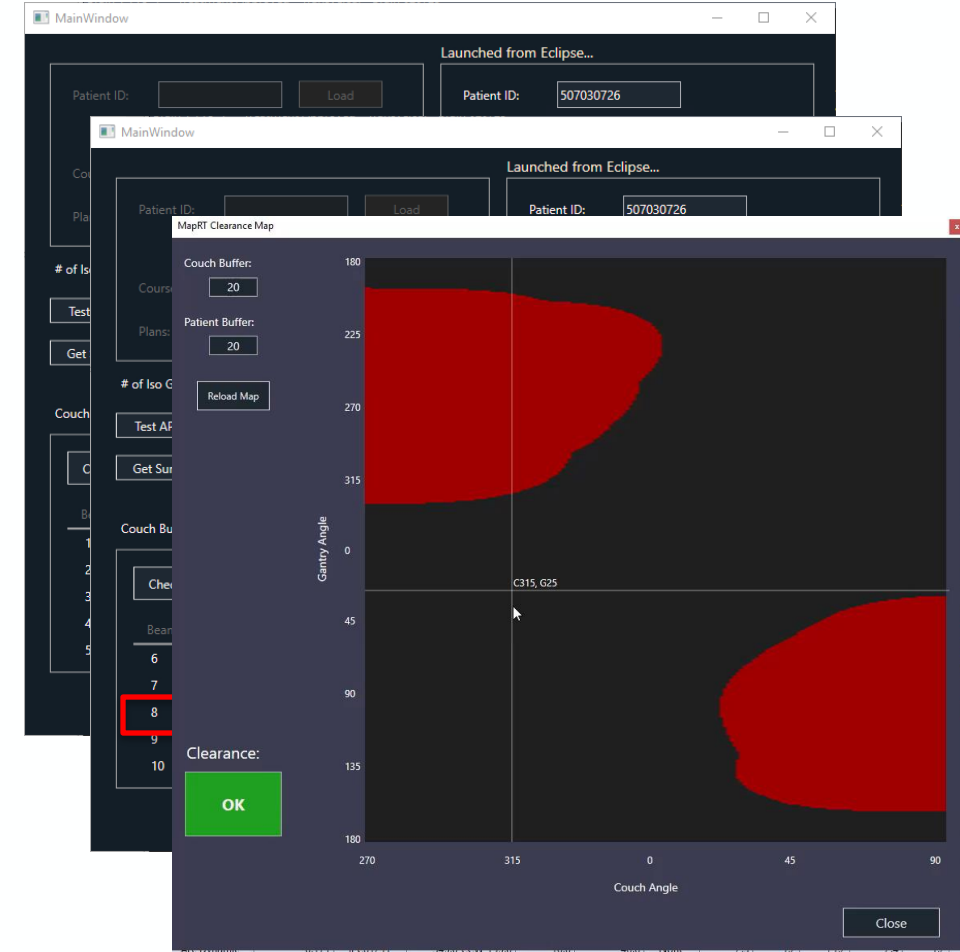 MainWindow
Launched from Eclipse...
Patient ID:
Load
Patient ID:
507030726
MainWindow
Launched from Eclipse...
Patient ID:
Load
Patient ID:
507030726
# of Iso G
Course
Plans:
Test AP
Get Sur
Couch Bu
Chec
Beam
6
7
8
9
10
# of Is
Test
Get
Couch
1
2
3
4
5
MapRT Clearance Map
x
Couch Buffer:
20
Patient Buffer:
20
Reload Map
Clearance:
OK
180
225
270
315
0
45
90
135
180
Gantry Angle
C315, G25
270
315
0
45
90
Couch Angle
Close